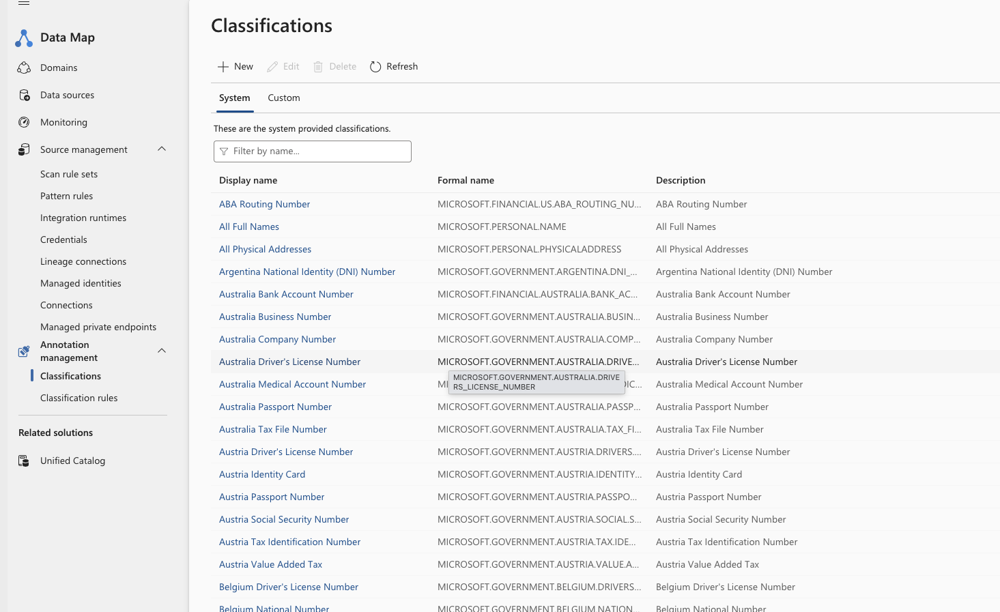 Data Map
Domains
Data sources
Monitoring
Source management
Scan rule sets
Pattern rules
Integration runtimes
Credentials
Lineage connections
Managed identities
Connections
Managed private endpoints
Annotation
management
Classifications
Classification rules
Related solutions
Unified Catalog
Classifications
New Edit Delete Refresh
System Custom
These are the system provided classifications.
Filter by name...
Display name Formal name Description
ABA Routing Number MICROSOFT.FINANCIAL.US.ABA_ROUTING_NU... ABA Routing Number
All Full Names MICROSOFT.PERSONAL.NAME All Full Names
All Physical Addresses MICROSOFT.PERSONAL.PHYSICALADDRESS All Physical Addresses
Argentina National Identity (DNI) Number MICROSOFT.GOVERNMENT.ARGENTINA.DNI_... Argentina National Identity (DNI) Number
Australia Bank Account Number MICROSOFT.FINANCIAL.AUSTRALIA.BANK_AC... Australia Bank Account Number
Australia Business Number MICROSOFT.GOVERNMENT.AUSTRALIA.BUSIN... Australia Business Number
Australia Company Number MICROSOFT.GOVERNMENT.AUSTRALIA.COMP... Australia Company Number
Australia Driver's License Number MICROSOFT.GOVERNMENT.AUSTRALIA.DRIVE... Australia Driver's License Number
MICROSOFT.GOVERNMENT.AUSTRALIA.DRIVE
RS_LICENSE_NUMBER
Australia Medical Account Number Australia Medical Account Number
Australia Passport Number MICROSOFT.GOVERNMENT.AUSTRALIA.PASSP... Australia Passport Number
Australia Tax File Number MICROSOFT.GOVERNMENT.AUSTRALIA.TAX_FI... Australia Tax File Number
Austria Driver's License Number MICROSOFT.GOVERNMENT.AUSTRIA.DRIVERS.... Austria Driver's License Number
Austria Identity Card MICROSOFT.GOVERNMENT.AUSTRIA.IDENTITY... Austria Identity Card
Austria Passport Number MICROSOFT.GOVERNMENT.AUSTRIA.PASSPO... Austria Passport Number
Austria Social Security Number MICROSOFT.GOVERNMENT.AUSTRIA.SOCIAL.S... Austria Social Security Number
Austria Tax Identification Number MICROSOFT.GOVERNMENT.AUSTRIA.TAX.IDE... Austria Tax Identification Number
Austria Value Added Tax MICROSOFT.GOVERNMENT.AUSTRIA.VALUE.A... Austria Value Added Tax
Belgium Driver's License Number MICROSOFT.GOVERNMENT.BELGIUM.DRIVERS... Belgium Driver's License Number
Belgium National Number MICROSOFT.GOVERNMENT.BELGIUM.NATION... Belgium National Number